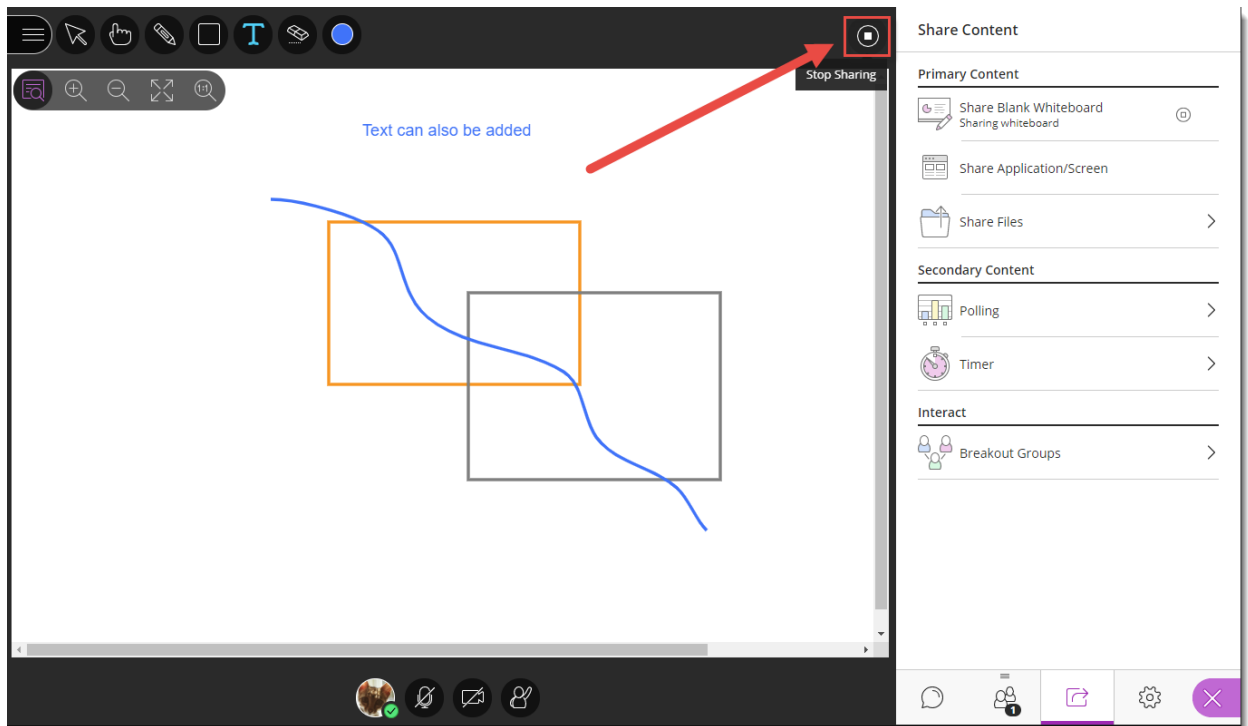 T
Share Content
1:1
Stop Sharing
Primary Content
Text can also be added
Share Blank Whiteboard
Sharing whiteboard
Share Application/Screen
Share Files
Secondary Content
Polling
Timer
Interact
Breakout Groups
1